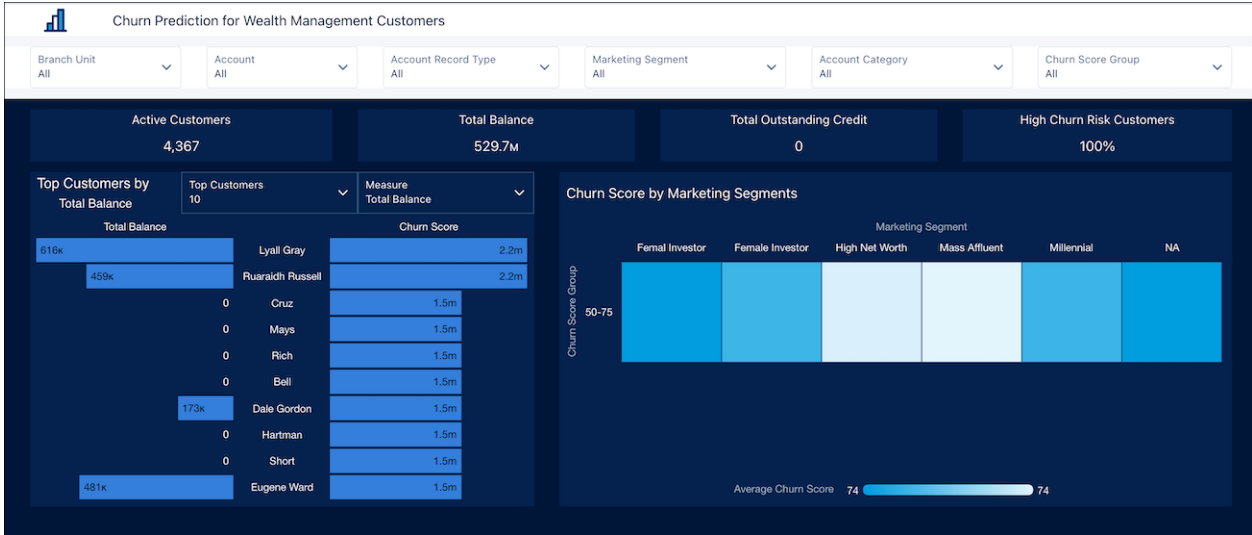 Churn Prediction for Wealth Management Customers
Branch Unit
All
Account
All
Account Record Type
All
Marketing Segment
All
Account Category
All
Churn Score Group
All
Active Customers
4,367
Total Balance
529.7M
Total Outstanding Credit
0
High Churn Risk Customers
100%
Top Customers by
Total Balance
Top Customers
10
Measure
Total Balance
Total Balance Churn Score
616K Lyall Gray 2.2m
459K Ruaraidh Russell 2.2m
0 Cruz 1.5m
0 Mays 1.5m
0 Rich 1.5m
0 Bell 1.5m
173K Dale Gordon 1.5m
0 Hartman 1.5m
0 Short 1.5m
481K Eugene Ward 1.5m
Churn Score by Marketing Segments
Marketing Segment
Femal Investor Female Investor High Net Worth Mass Affluent Millennial NA
Churn Score Group
50-75
Average Churn Score 74 74